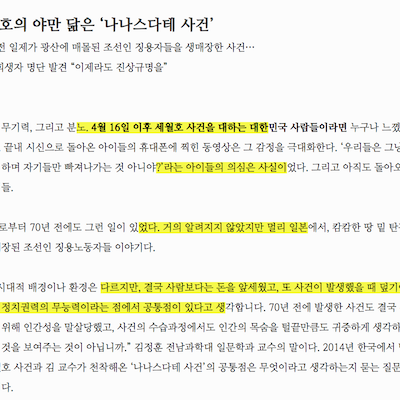 호의 야만 닮은 ‘나나스다테 사건’
전 일제가 광산에 매몰된 조선인 징용자들을 생매장한 사건…
희생자 명단 발견 “이제라도 진상규명을”
무기력, 그리고 분노. 4월 16일 이후 세월호 사건을 대하는 대한민국 사람들이라면 누구나 느꼈
끝내 시신으로 돌아온 아이들의 휴대폰에 찍힌 동영상은 그 감정을 극대화한다. ‘우리들은 그냥
하며 자기들만 빠져나가는 것 아니야?’라는 아이들의 의심은 사실이었다. 그리고 아직도 돌아오
들.
로부터 70년 전에도 그런 일이 있었다. 거의 알려지지 않았지만 멀리 일본에서, 캄캄한 땅 밑 탄
장된 조선인 징용노동자들 이야기다.
시대적 배경이나 환경은 다르지만, 결국 사람보다는 돈을 앞세웠고, 또 사건이 발생했을 때 덮기
정치권력의 무능력이라는 점에서 공통점이 있다고 생각합니다. 70년 전에 발생한 사건도 결국
위해 인간성을 말살당했고, 사건의 수습과정에서도 인간의 목숨을 털끝만큼도 귀중하게 생각하
것을 보여주는 것이 아닙니까.” 김정훈 전남과학대 일문학과 교수의 말이다. 2014년 한국에서
호 사건과 김 교수가 천착해온 ‘나나스다테 사건’의 공통점은 무엇이라고 생각하는지 묻는 질문
다.